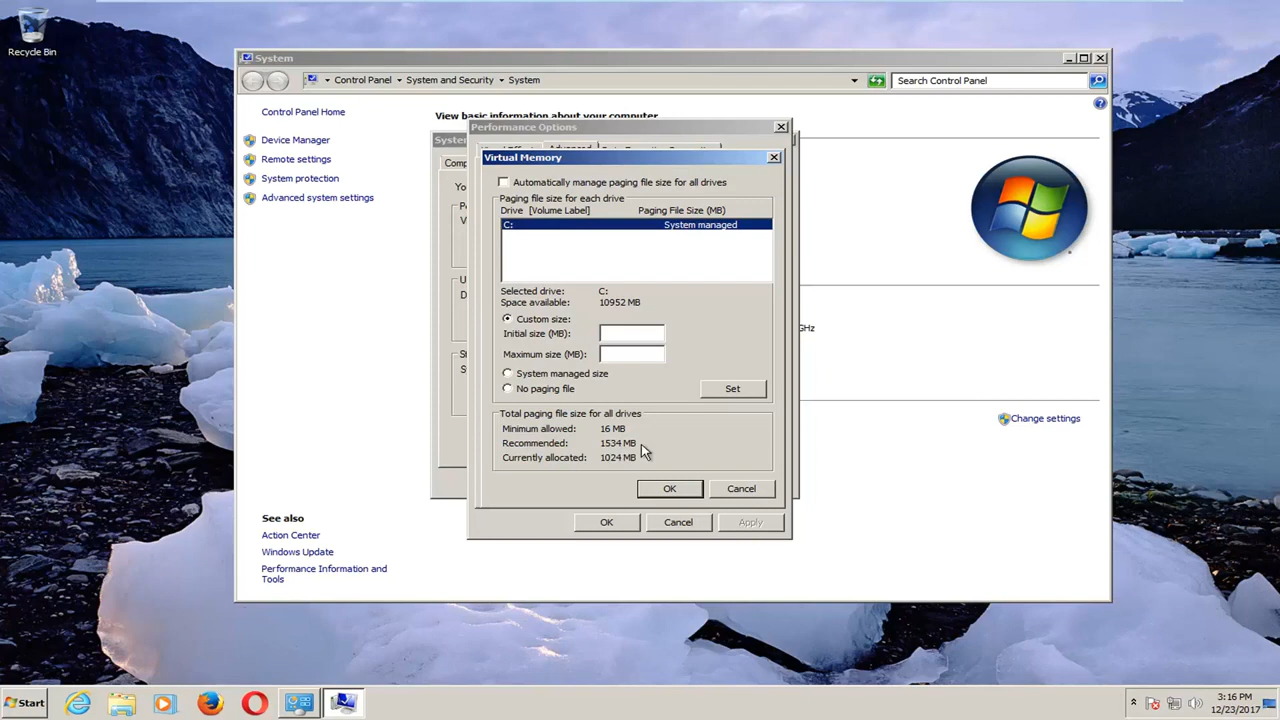 Recycle Bin
System
Control Panel System and Security System
Search Control Panel
Control Panel Home
Device Manager
Remote settings
System protection
Advanced system settings
View basic information about your computer
Performance Options
Advanced
Virtual Memory
Automatically manage paging file size for all drives
Paging file size for each drive
Drive [Volume Label] Paging File Size (MB)
C: System managed
Selected drive: C:
Space available: 10952 MB
Custom size:
Initial size (MB):
Maximum size (MB):
System managed size
No paging file
Set
Total paging file size for all drives
Minimum allowed: 16 MB
Recommended: 1534 MB
Currently allocated: 1024 MB
OK Cancel
OK Cancel Apply
GHz
Change settings
See also
Action Center
Windows Update
Performance Information and
Tools
Start
3:16 PM
12/23/2017